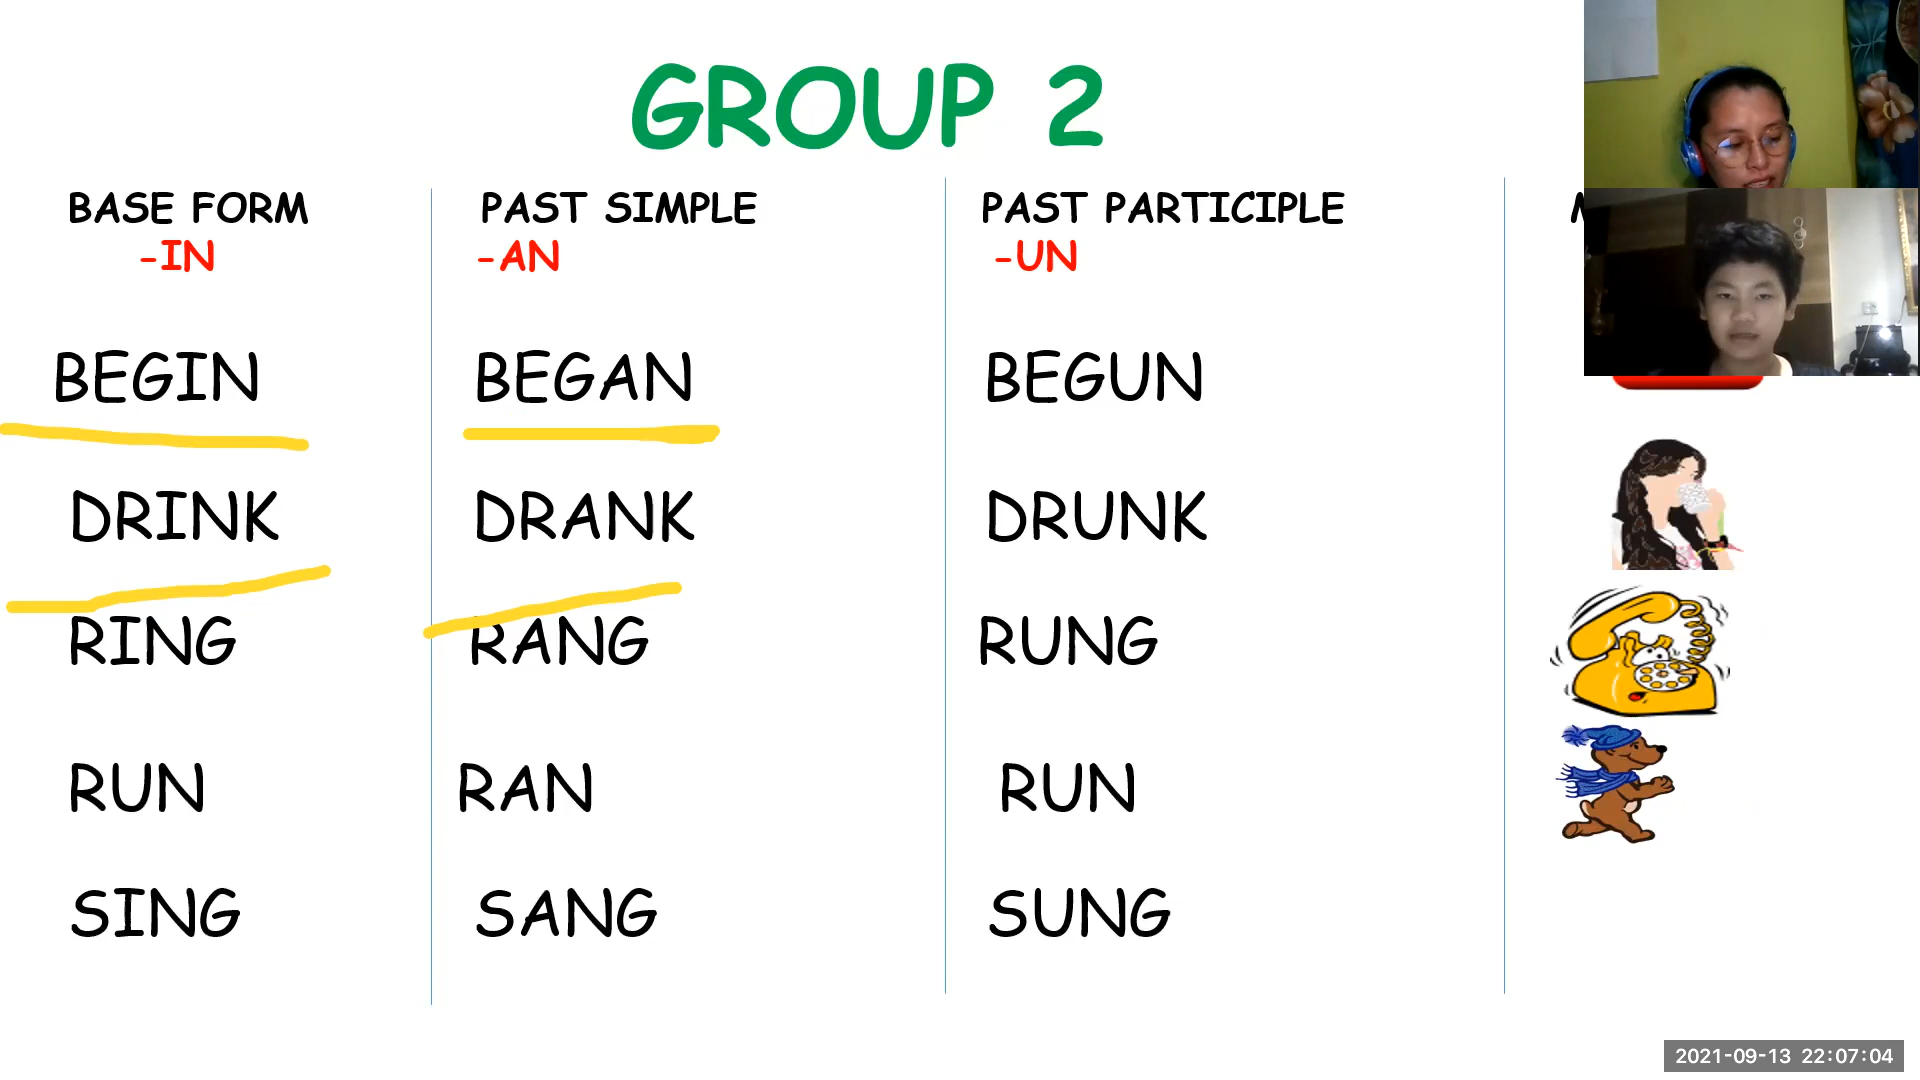 GROUP 2
BASE FORM PAST SIMPLE PAST PARTICIPLE
-IN -AN -UN
BEGIN BEGAN BEGUN
DRINK DRANK DRUNK
RING RANG RUNG
RUN RAN RUN
SING SANG SUNG
2021-09-13 22:07:04